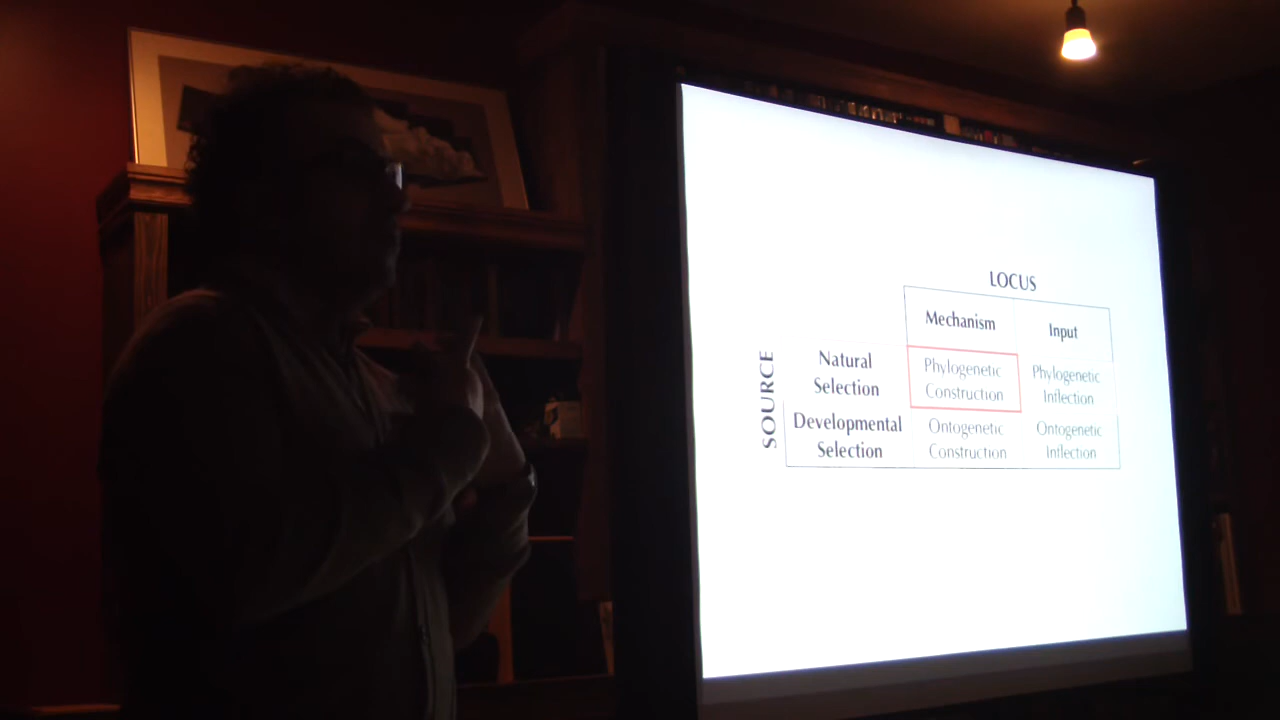 LOCUS
Mechanism Input
SOURCE
Natural
Selection
Phylogenetic
Construction
Phylogenetic
Inflection
Developmental
Selection
Ontogenetic
Construction
Ontogenetic
Inflection